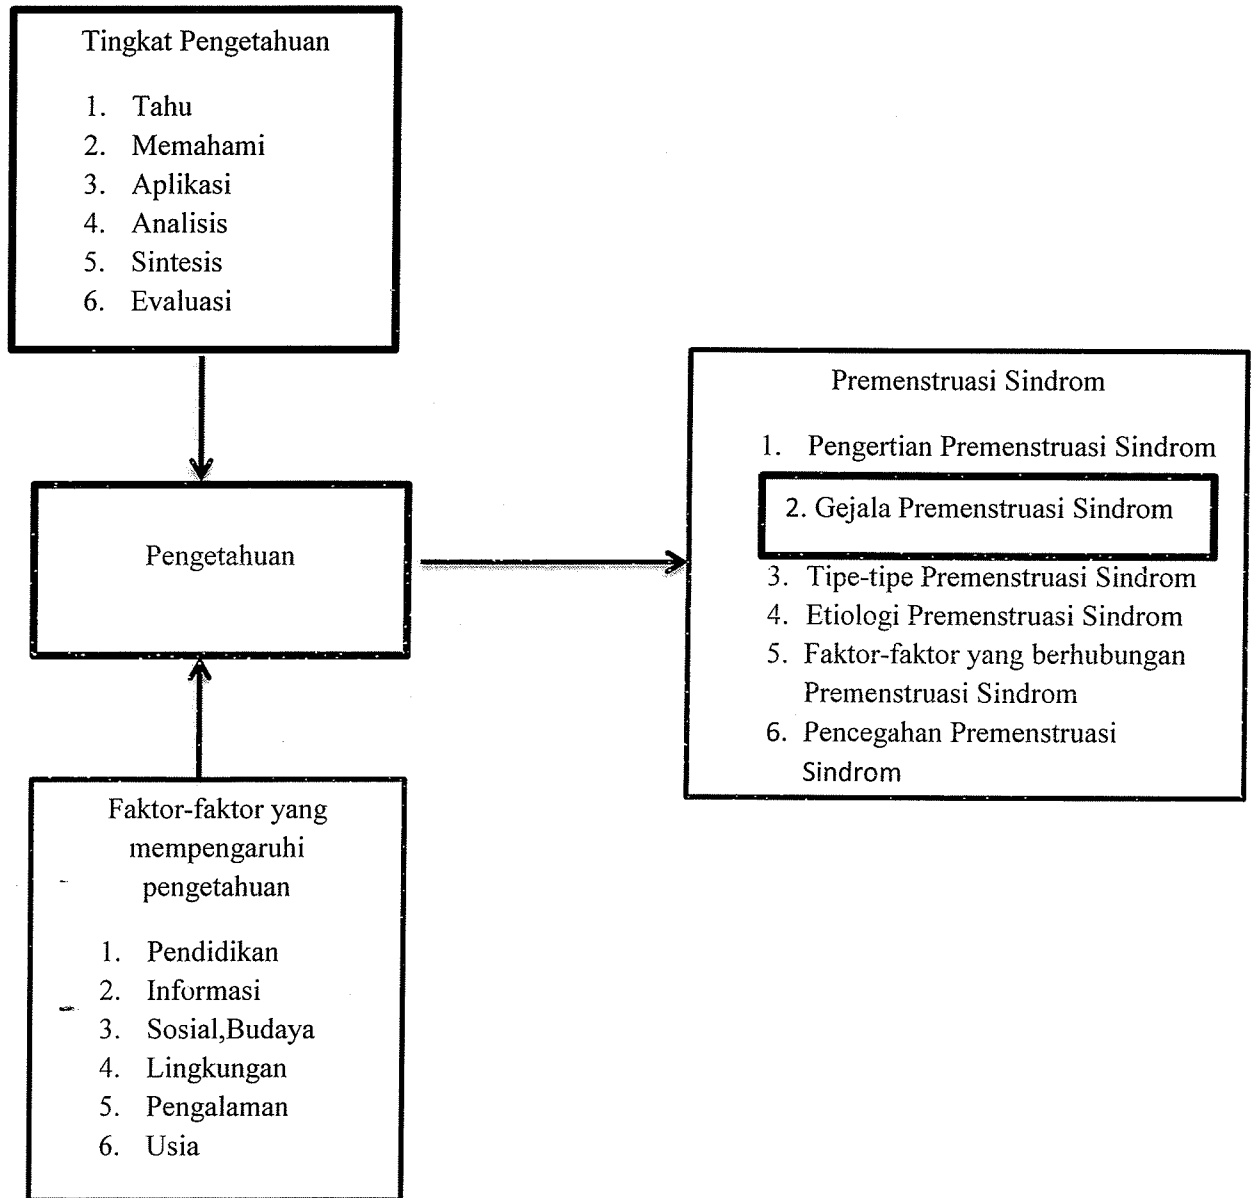 Tingkat Pengetahuan
1. Tahu
2. Memahami
3. Aplikasi
4. Analisis
5. Sintesis
6. Evaluasi
Pengetahuan
Faktor-faktor yang
mempengaruhi
pengetahuan
1. Pendidikan
2. Informasi
3. Sosial,Budaya
4. Lingkungan
5. Pengalaman
6. Usia
Premenstruasi Sindrom
1. Pengertian Premenstruasi Sindrom
2. Gejala Premenstruasi Sindrom
3. Tipe-tipe Premenstruasi Sindrom
4. Etiologi Premenstruasi Sindrom
5. Faktor-faktor yang berhubungan
Premenstruasi Sindrom
6. Pencegahan Premenstruasi
Sindrom